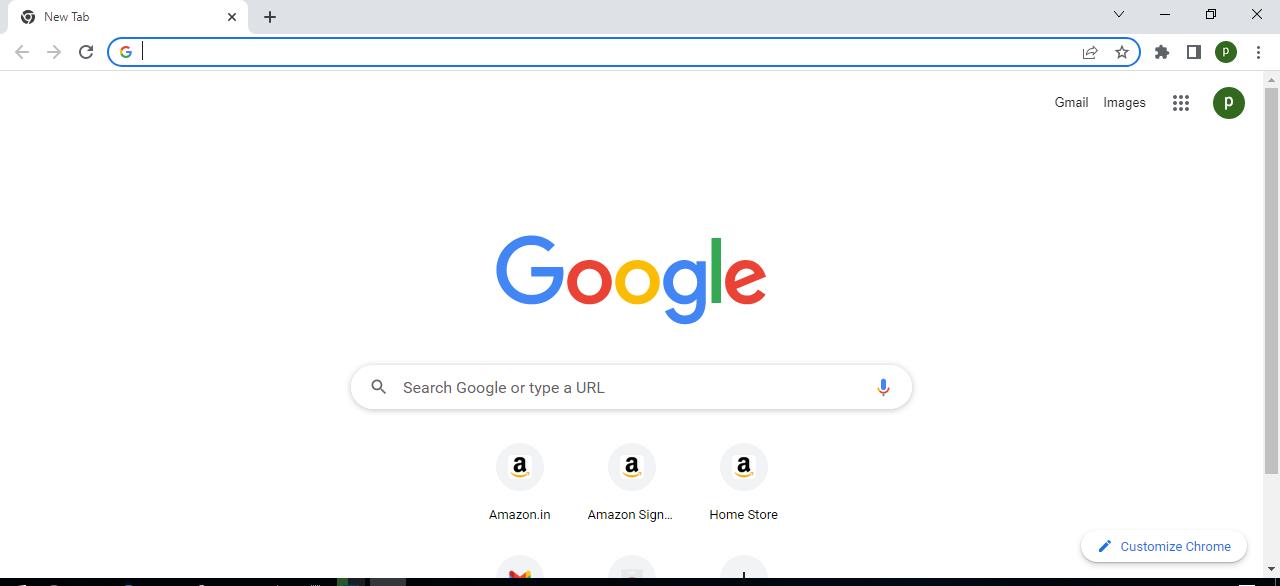 New Tab
p
Gmail Images
p
Google
Search Google or type a URL
Amazon.in
Amazon Sign...
Home Store
Customize Chrome